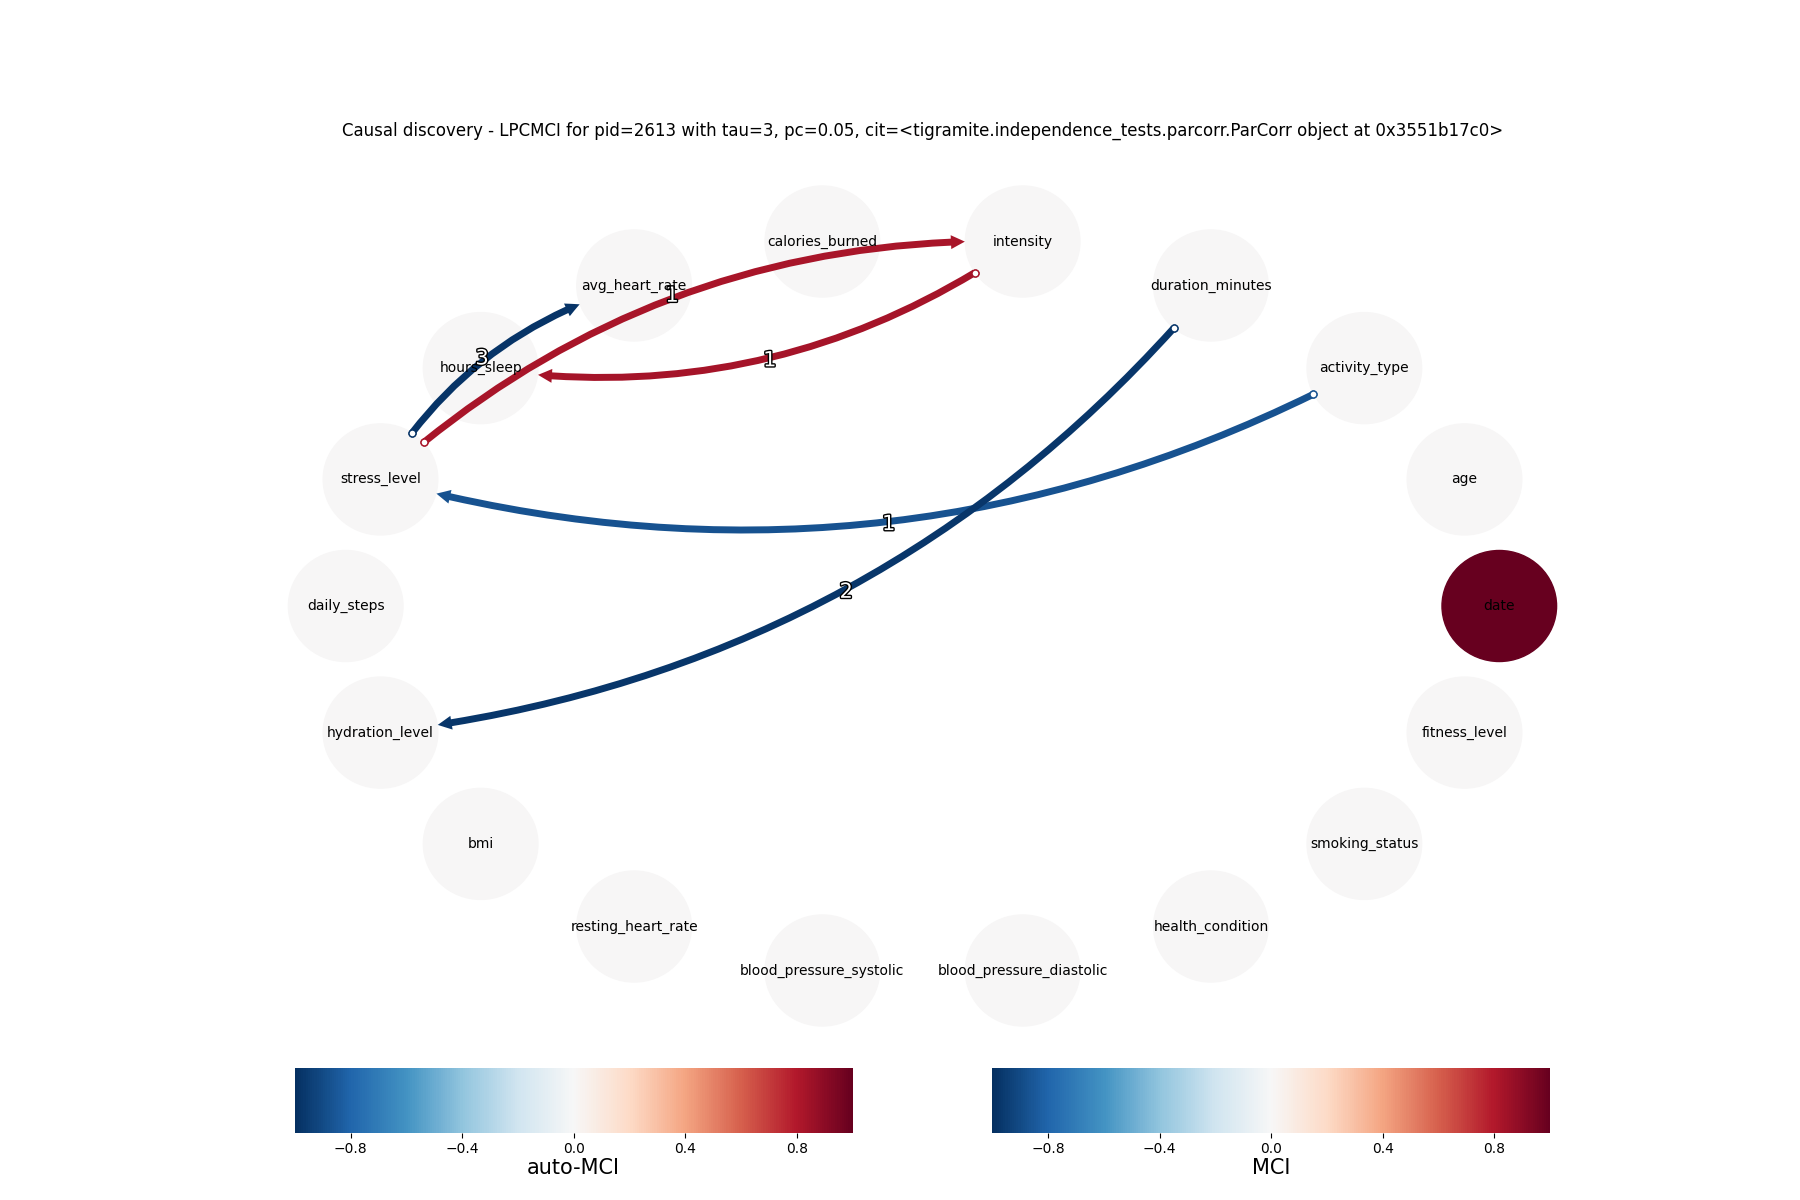 Causal discovery - LPCMCI for pid=2613 with tau=3, pc=0.05, cit=<tigramite.independence_tests.parcorr.ParCorr object at 0x3551b17c0>
calories_burned
intensity
avg_heart_rate
duration_minutes
1
3
1
hours_sleep
activity_type
stress_level
age
1
2
daily_steps
date
hydration_level
fitness_level
bmi
smoking_status
resting_heart_rate
health_condition
blood_pressure_systolic
blood_pressure_diastolic
−0.8 −0.4 0.0 0.4 0.8
auto-MCI
−0.8 −0.4 0.0 0.4 0.8
MCI